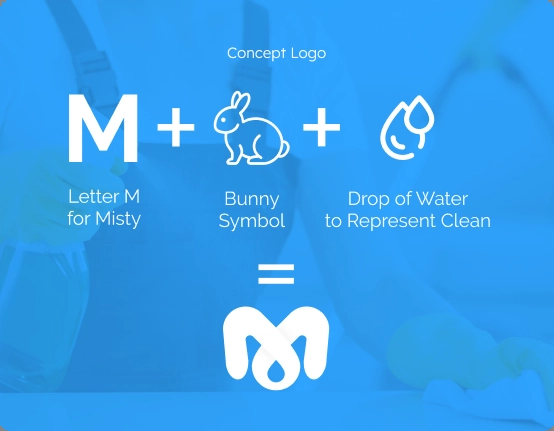 Concept Logo
M + +
Letter M
for Misty
Bunny
Symbol
Drop of Water
to Represent Clean
=
M